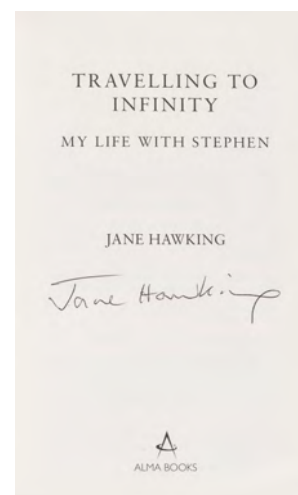 TRAVELLING TO
INFINITY
MY LIFE WITH STEPHEN
JANE HAWKING
Jane Hawking
ALMA BOOKS